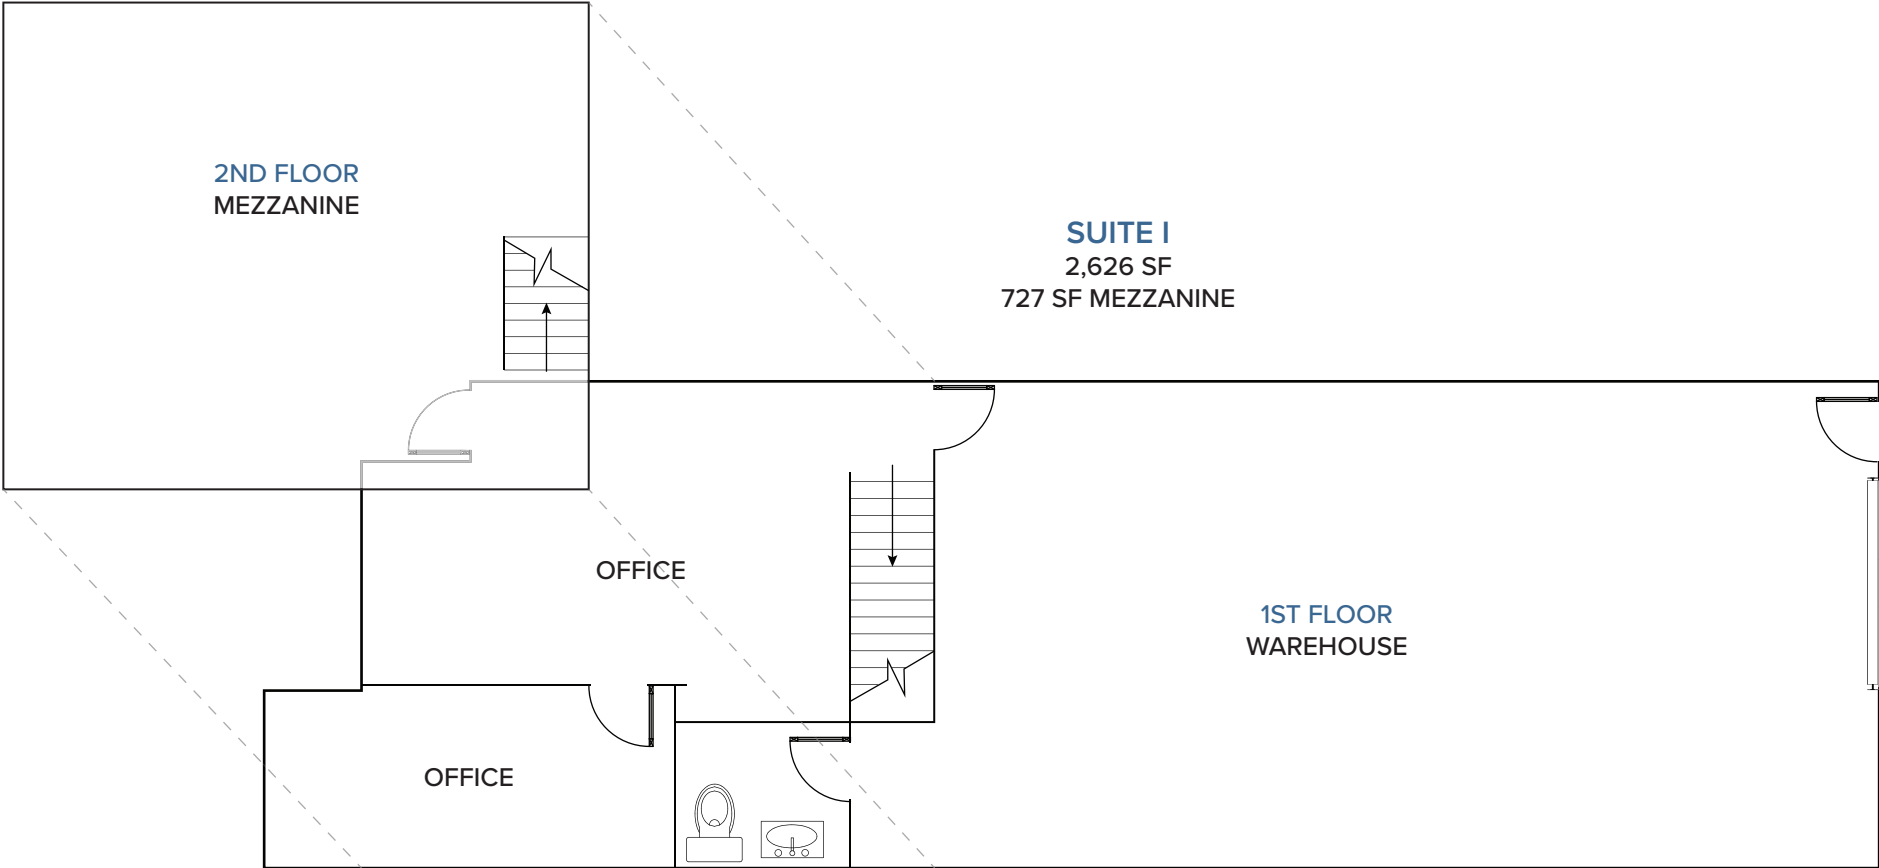 2ND FLOOR
MEZZANINE
SUITE I
2,626 SF
727 SF MEZZANINE
OFFICE
1ST FLOOR
WAREHOUSE
OFFICE